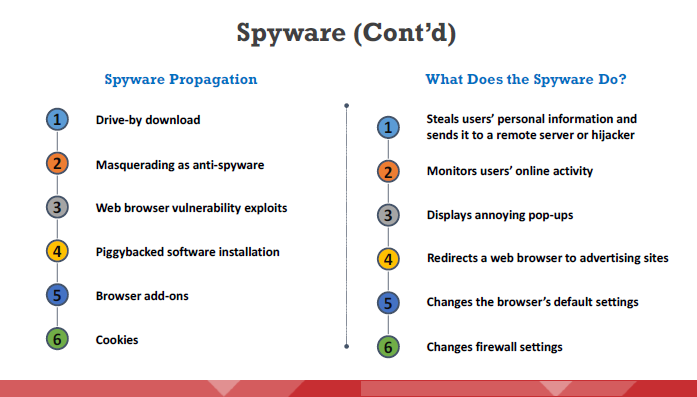 Spyware (Cont’d)
Spyware Propagation
1 Drive-by download
2 Masquerading as anti-spyware
3 Web browser vulnerability exploits
4 Piggybacked software installation
5 Browser add-ons
6 Cookies
What Does the Spyware Do?
1 Steals users’ personal information and
sends it to a remote server or hijacker
2 Monitors users’ online activity
3 Displays annoying pop-ups
4 Redirects a web browser to advertising sites
5 Changes the browser’s default settings
6 Changes firewall settings